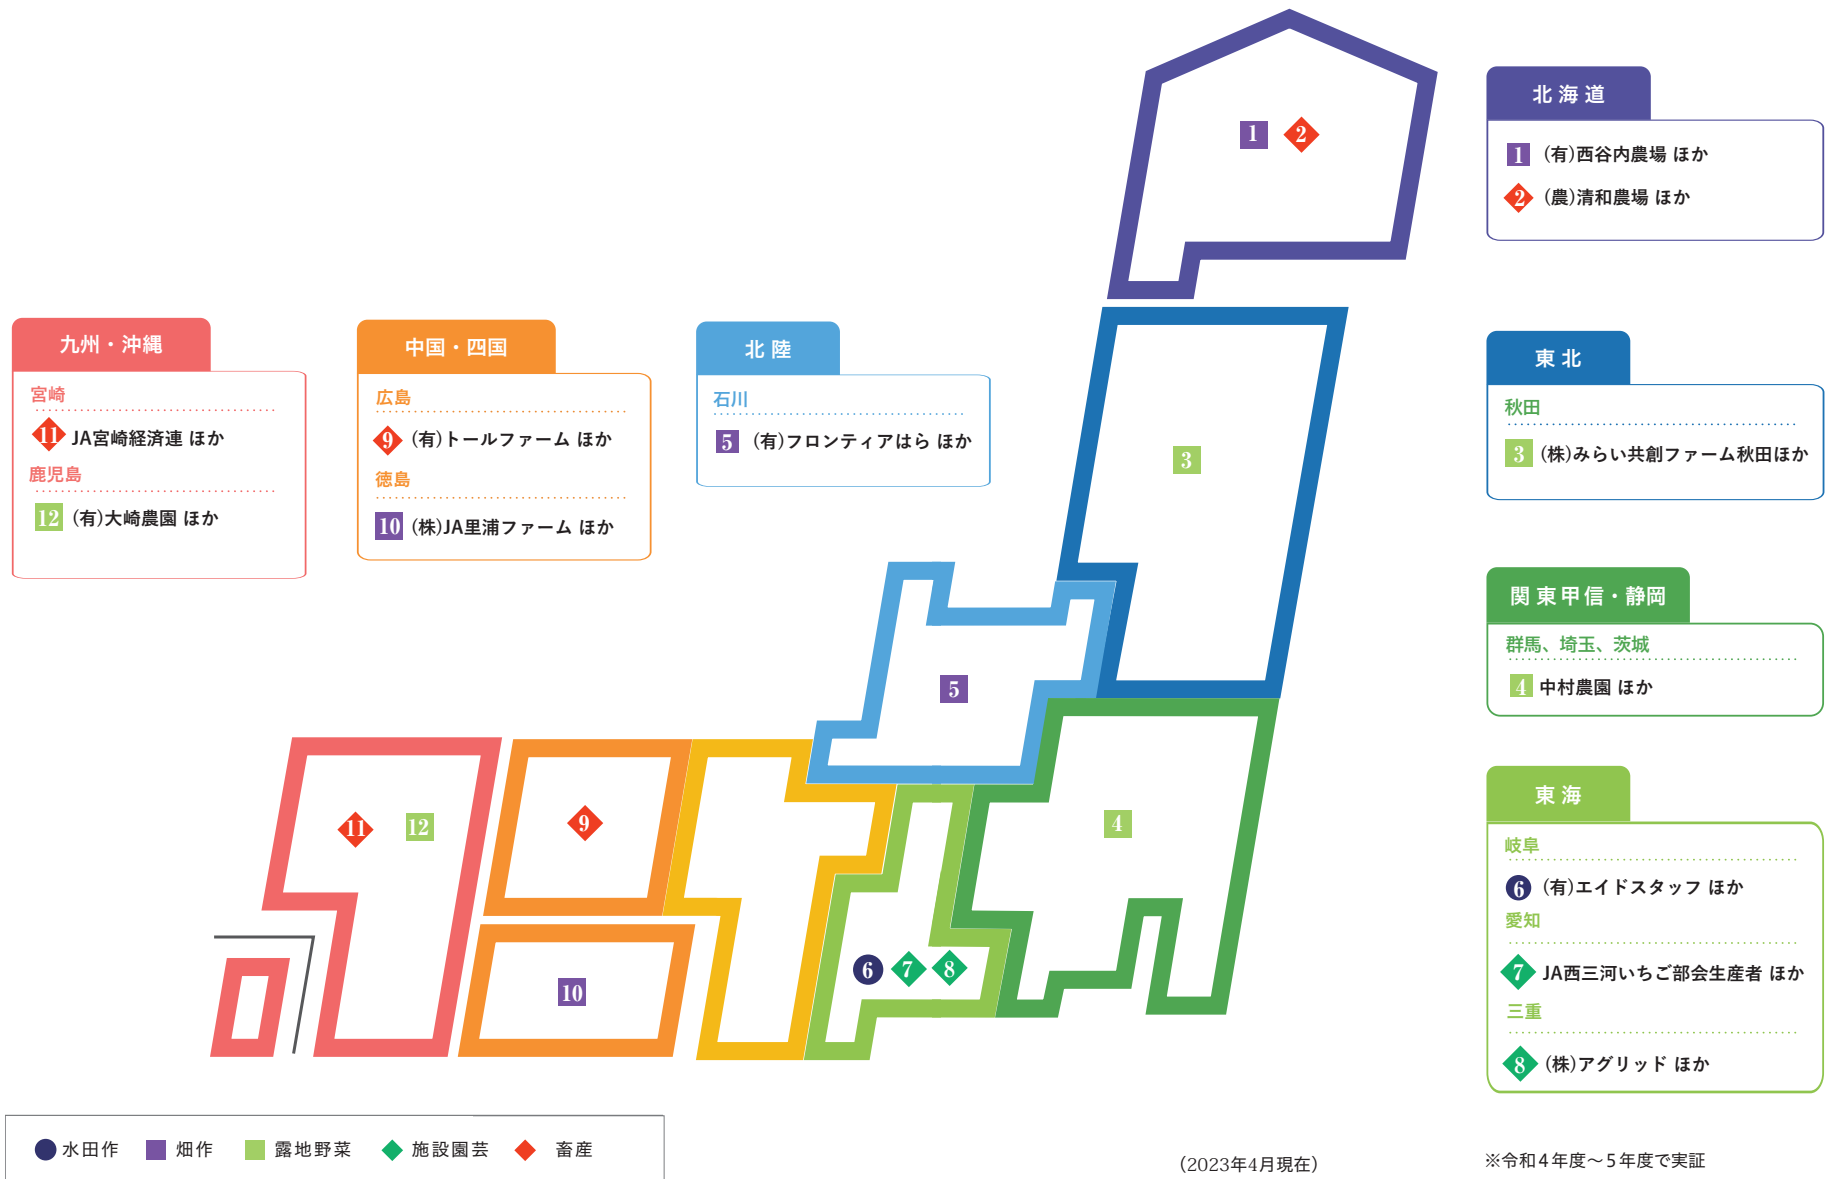 北海道
1 (有)西谷内農場 ほか
2 (農)清和農場 ほか
1 2
九州・沖縄
宮崎
11 JA宮崎経済連 ほか
鹿児島
12 (有)大崎農園 ほか
中国・四国
広島
9 (有)トールファーム ほか
徳島
10 (株)JA里浦ファーム ほか
北陸
石川
5 (有)フロンティアはら ほか
東北
秋田
3 (株)みらい共創ファーム秋田ほか
3
関東甲信・静岡
群馬、埼玉、茨城
4 中村農園 ほか
5
東海
岐阜
6 (有)エイドスタッフ ほか
愛知
7 JA西三河いちご部会生産者 ほか
三重
8 (株)アグリッド ほか
11 12
9
4
6 7 8
10
水田作 畑作 露地野菜 施設園芸 畜産
（2023年4月現在）
※令和4年度～5年度で実証